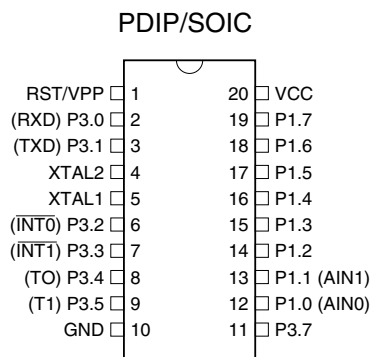 PDIP/SOIC
RST/VPP 1 20 VCC
(RXD) P3.0 2 19 P1.7
(TXD) P3.1 3 18 P1.6
XTAL2 4 17 P1.5
XTAL1 5 16 P1.4
(INT0) P3.2 6 15 P1.3
(INT1) P3.3 7 14 P1.2
(TO) P3.4 8 13 P1.1 (AIN1)
(T1) P3.5 9 12 P1.0 (AIN0)
GND 10 11 P3.7